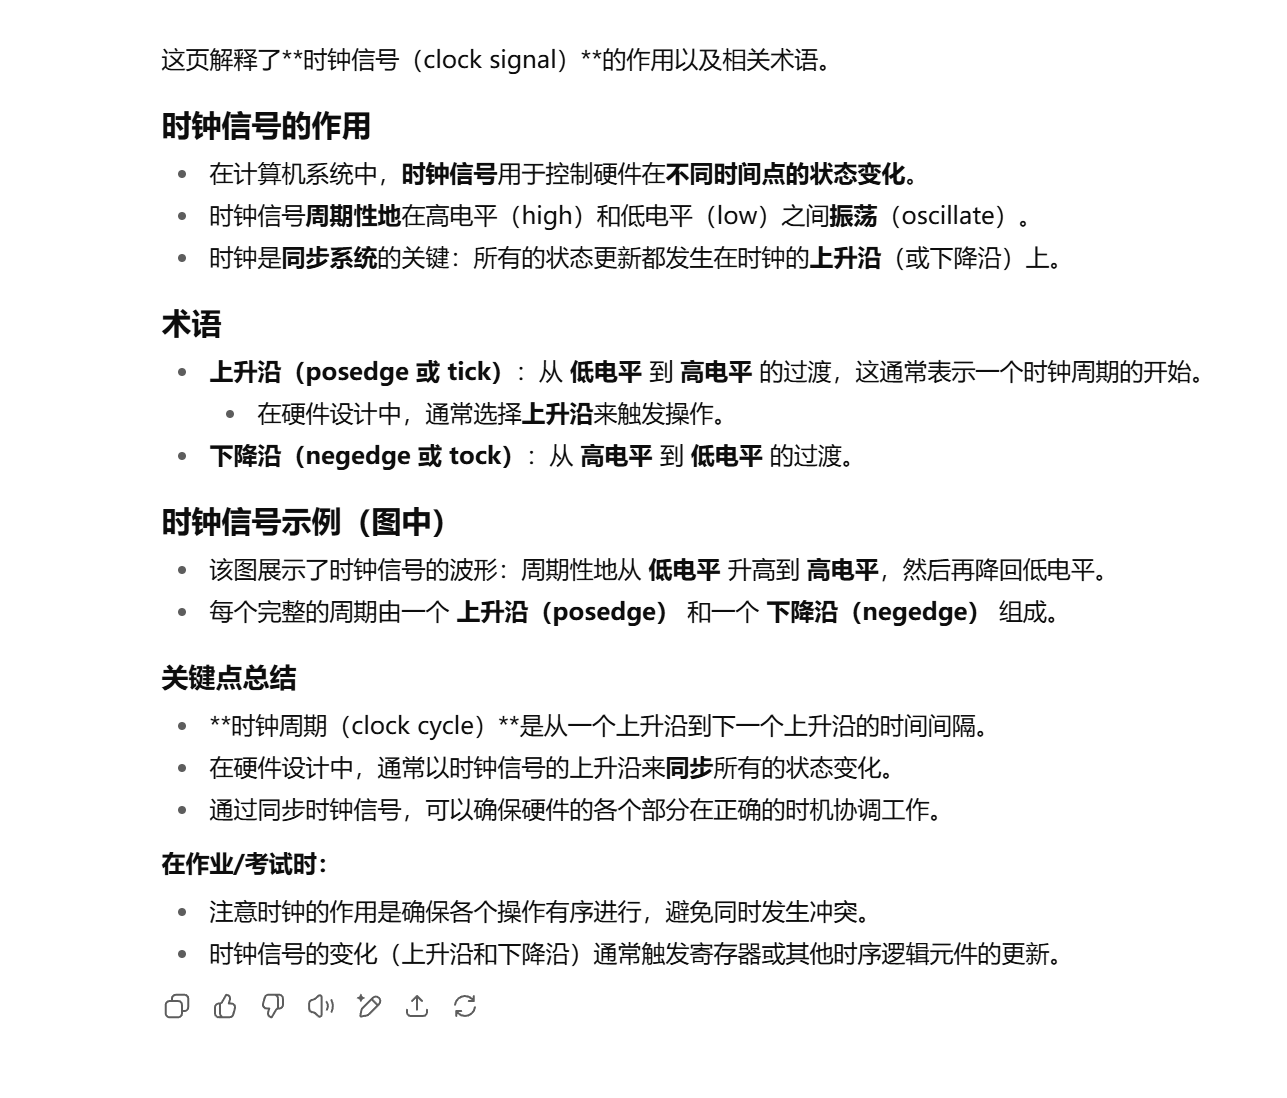 这页解释了**时钟信号（clock signal）**的作用以及相关术语。
时钟信号的作用
在计算机系统中，时钟信号用于控制硬件在不同时间点的状态变化。
时钟信号周期性地在高电平（high）和低电平（low）之间振荡（oscillate）。
时钟是同步系统的关键：所有的状态更新都发生在时钟的上升沿（或下降沿）上。
术语
上升沿（posedge 或 tick）：从 低电平 到 高电平 的过渡，这通常表示一个时钟周期的开始。
在硬件设计中，通常选择上升沿来触发操作。
下降沿（negedge 或 tock）：从 高电平 到 低电平 的过渡。
时钟信号示例（图中）
该图展示了时钟信号的波形：周期性地从 低电平 升高到 高电平，然后再降回低电平。
每个完整的周期由一个 上升沿（posedge） 和一个 下降沿（negedge） 组成。
关键点总结
**时钟周期（clock cycle）**是从一个上升沿到下一个上升沿的时间间隔。
在硬件设计中，通常以时钟信号的上升沿来同步所有的状态变化。
通过同步时钟信号，可以确保硬件的各个部分在正确的时机协调工作。
在作业/考试时：
注意时钟的作用是确保各个操作有序进行，避免同时发生冲突。
时钟信号的变化（上升沿和下降沿）通常触发寄存器或其他时序逻辑元件的更新。